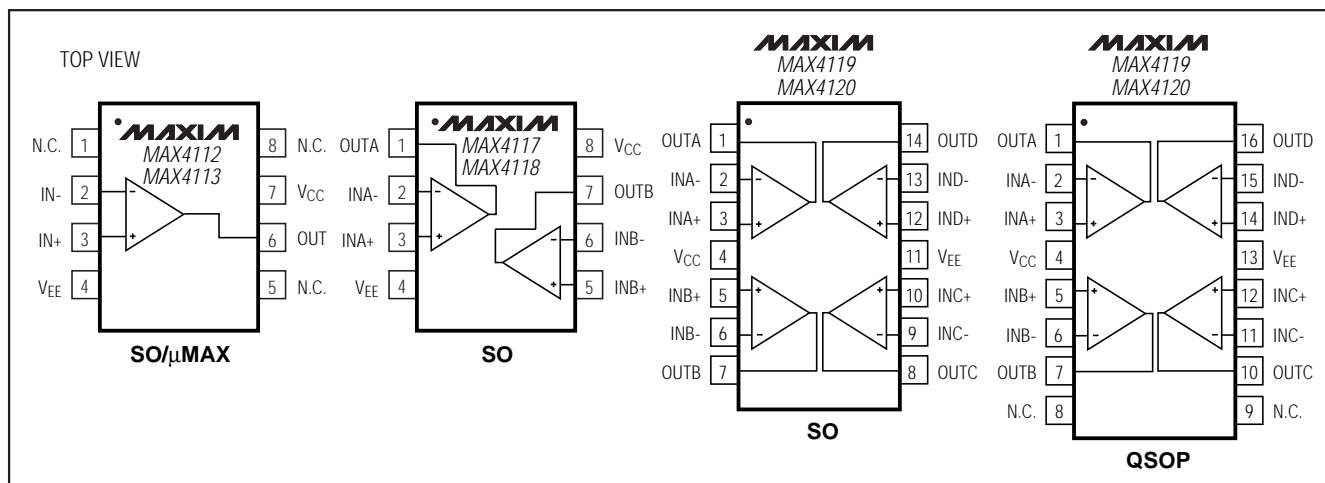 TOP VIEW
MAXIM
MAX4112
MAX4113
N.C. 1
IN- 2
IN+ 3
VEE 4
8 N.C.
7 VCC
6 OUT
5 N.C.
- +
SO/µMAX
MAXIM
MAX4117
MAX4118
OUTA 1
INA- 2
INA+ 3
VEE 4
8 VCC
7 OUTB
6 INB-
5 INB+
- +
- +
SO
MAXIM
MAX4119
MAX4120
OUTA 1
INA- 2
INA+ 3
VCC 4
INB+ 5
INB- 6
OUTB 7
14 OUTD
13 IND-
12 IND+
11 VEE
10 INC+
9 INC-
8 OUTC
- +
- +
+ -
+ -
SO
MAXIM
MAX4119
MAX4120
OUTA 1
INA- 2
INA+ 3
VCC 4
INB+ 5
INB- 6
OUTB 7
N.C. 8
16 OUTD
15 IND-
14 IND+
13 VEE
12 INC+
11 INC-
10 OUTC
9 N.C.
- +
- +
+ -
+ -
QSOP